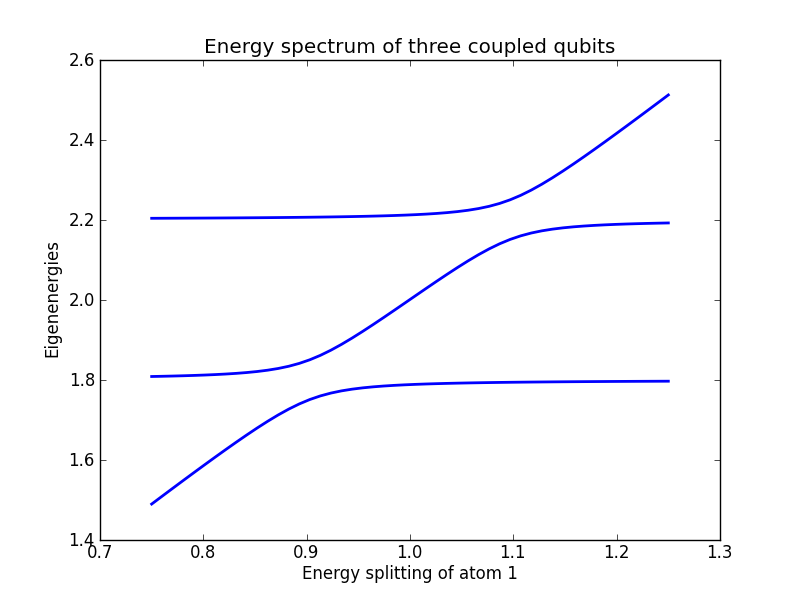 Energy spectrum of three coupled qubits
2.6
2.4
2.2
2.0
1.8
1.6
1.4
Eigenenergies
0.7 0.8 0.9 1.0 1.1 1.2 1.3
Energy splitting of atom 1